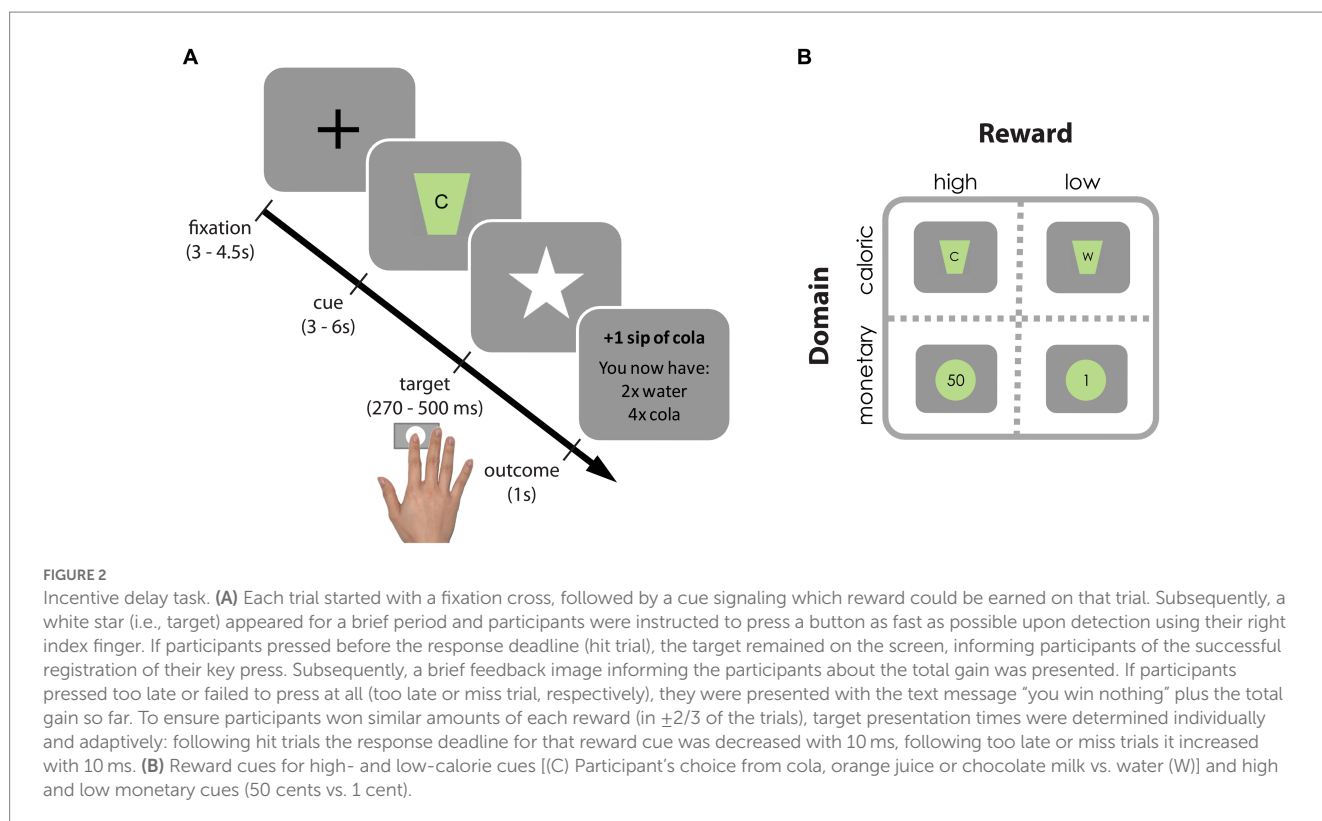 A
C
fixation
(3 - 4.5s)
cue
(3 - 6s)
target
(270 - 500 ms)
outcome
(1s)
+1 sip of cola
You now have:
2x water
4x cola
B
Reward
high
low
Domain
caloric
monetary
C
W
50
1
FIGURE 2
Incentive delay task. (A) Each trial started with a fixation cross, followed by a cue signaling which reward could be earned on that trial. Subsequently, a
white star (i.e., target) appeared for a brief period and participants were instructed to press a button as fast as possible upon detection using their right
index finger. If participants pressed before the response deadline (hit trial), the target remained on the screen, informing participants of the successful
registration of their key press. Subsequently, a brief feedback image informing the participants about the total gain was presented. If participants
pressed too late or failed to press at all (too late or miss trial, respectively), they were presented with the text message “you win nothing” plus the total
gain so far. To ensure participants won similar amounts of each reward (in ±2/3 of the trials), target presentation times were determined individually
and adaptively: following hit trials the response deadline for that reward cue was decreased with 10 ms, following too late or miss trials it increased
with 10 ms. (B) Reward cues for high- and low-calorie cues [(C) Participant’s choice from cola, orange juice or chocolate milk vs. water (W)] and high
and low monetary cues (50 cents vs. 1 cent).